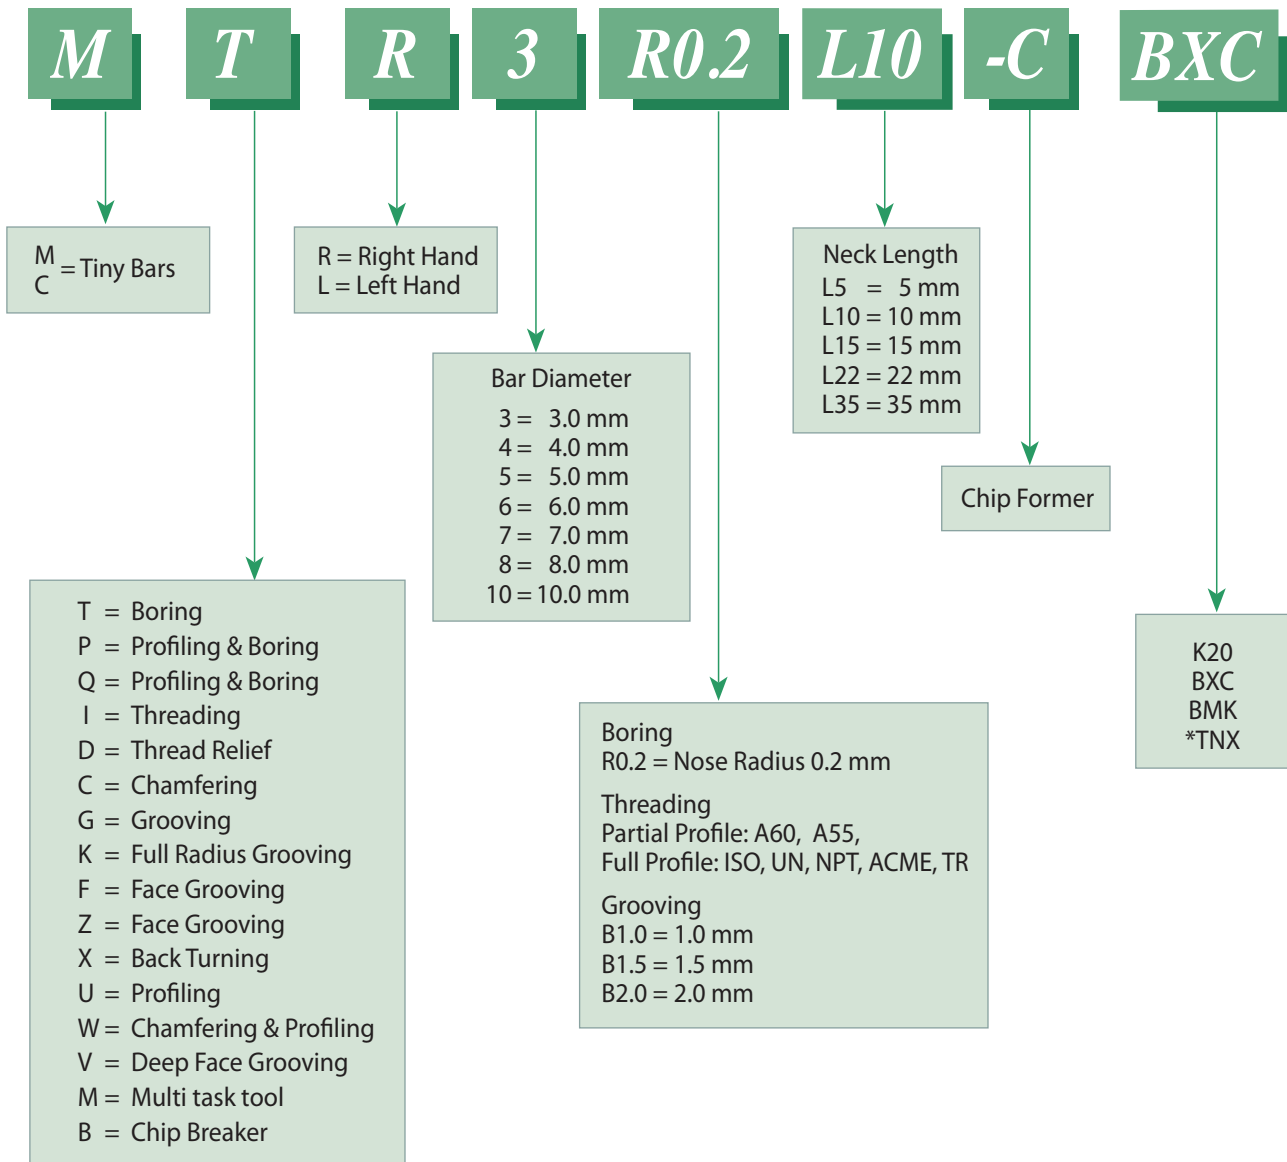 M T R 3 R0.2 L10 -C BXC
M
C = Tiny Bars
R = Right Hand
L = Left Hand
Neck Length
L5 = 5 mm
L10 = 10 mm
L15 = 15 mm
L22 = 22 mm
L35 = 35 mm
Bar Diameter
3 = 3.0 mm
4 = 4.0 mm
5 = 5.0 mm
6 = 6.0 mm
7 = 7.0 mm
8 = 8.0 mm
10 = 10.0 mm
Chip Former
T = Boring
P = Profiling & Boring
Q = Profiling & Boring
I = Threading
D = Thread Relief
C = Chamfering
G = Grooving
K = Full Radius Grooving
F = Face Grooving
Z = Face Grooving
X = Back Turning
U = Profiling
W = Chamfering & Profiling
V = Deep Face Grooving
M = Multi task tool
B = Chip Breaker
Boring
R0.2 = Nose Radius 0.2 mm
Threading
Partial Profile: A60, A55,
Full Profile: ISO, UN, NPT, ACME, TR
Grooving
B1.0 = 1.0 mm
B1.5 = 1.5 mm
B2.0 = 2.0 mm
K20
BXC
BMK
*TNX